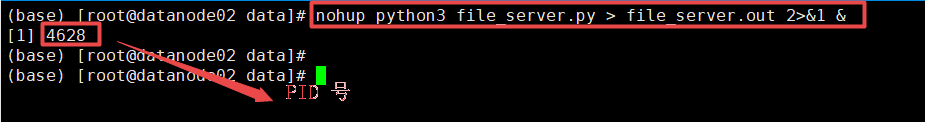 (base) [root@datanode02 data]# nohup python3 file_server.py > file_server.out 2>&1 &
[1] 4628
(base) [root@datanode02 data]#
(base) [root@datanode02 data]#
PID 号